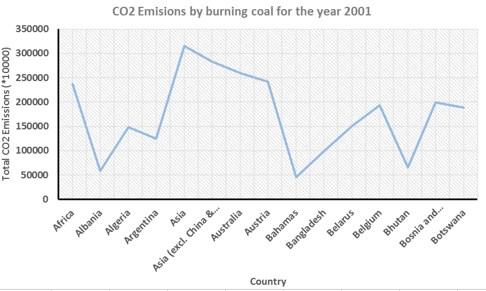 CO2 Emisions by burning coal for the year 2001
Total CO2 Emissions (*10000)
350000
300000
250000
200000
150000
100000
50000
0
Africa
Albania
Algeria
Argentina
Asia
Asia (excl. China &...
Australia
Austria
Bahamas
Bangladesh
Belarus
Belgium
Bhutan
Bosnia and...
Botswana
Country